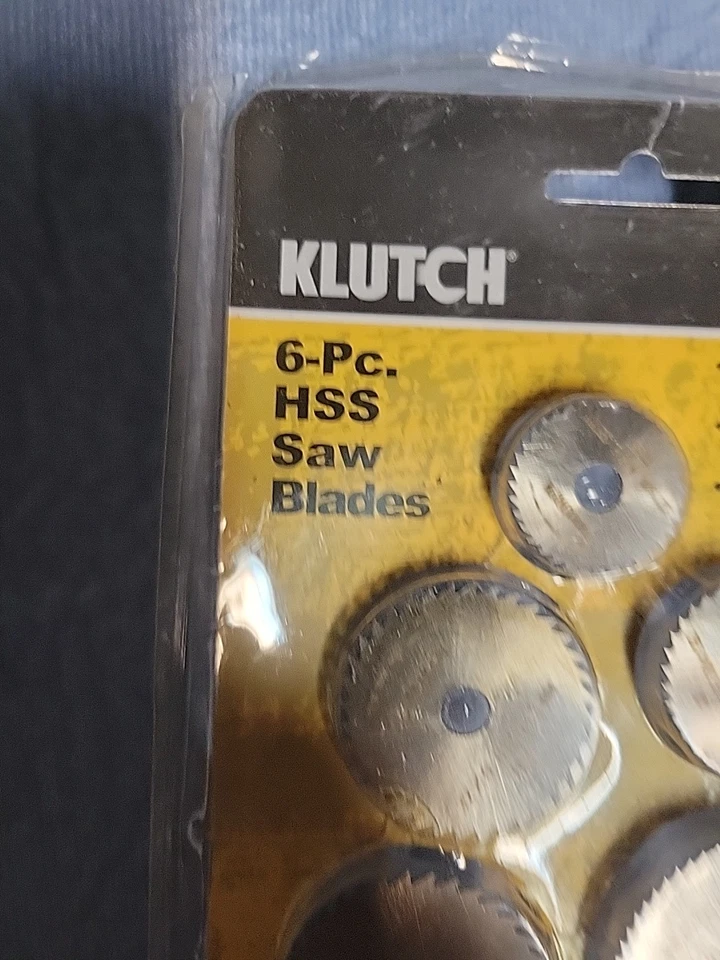 KLUTCH®
6-Pc.
HSS
Saw
Blades